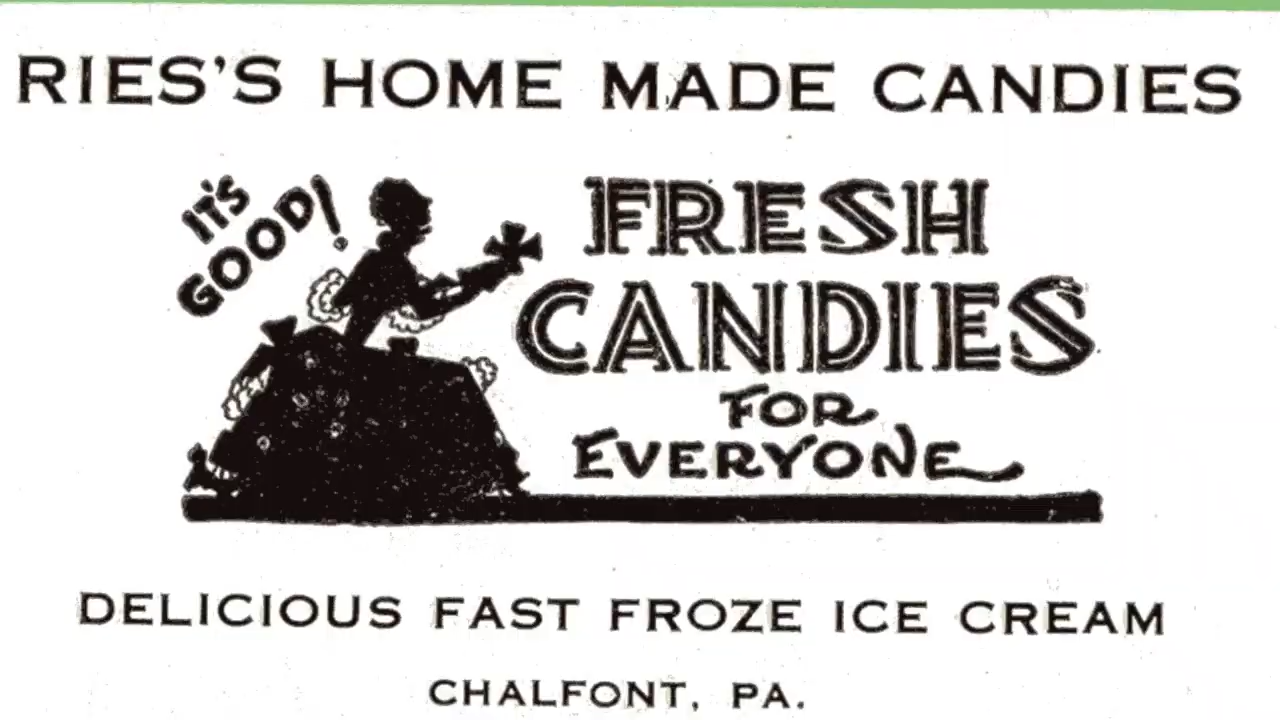 RIES'S HOME MADE CANDIES
IT'S
GOOD!
FRESH
CANDIES
FOR
EVERYONE
DELICIOUS FAST FROZE ICE CREAM
CHALFONT, PA.